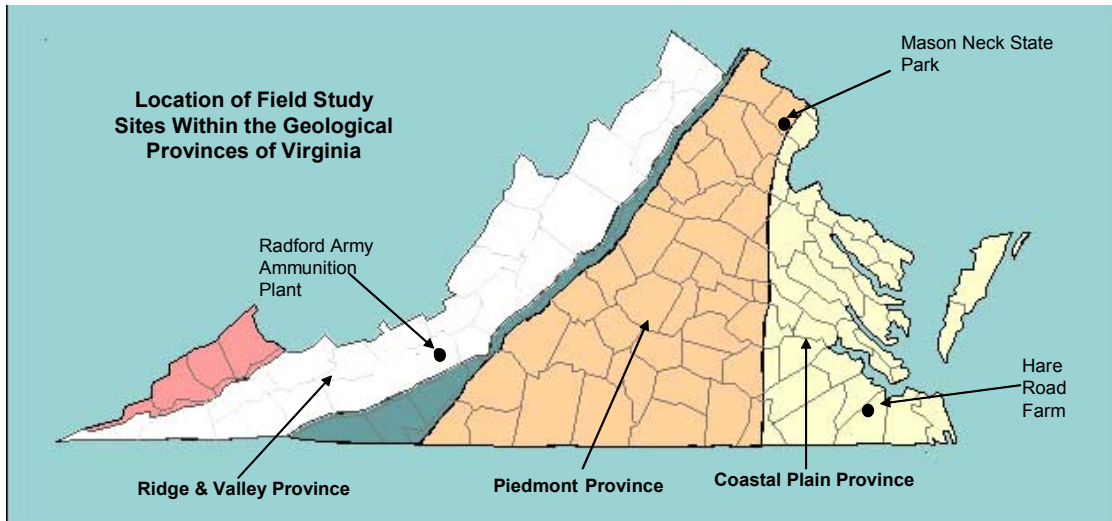 Mason Neck State
Park
Location of Field Study
Sites Within the Geological
Provinces of Virginia
Radford Army
Ammunition
Plant
Hare
Road
Farm
Ridge & Valley Province
Piedmont Province
Coastal Plain Province